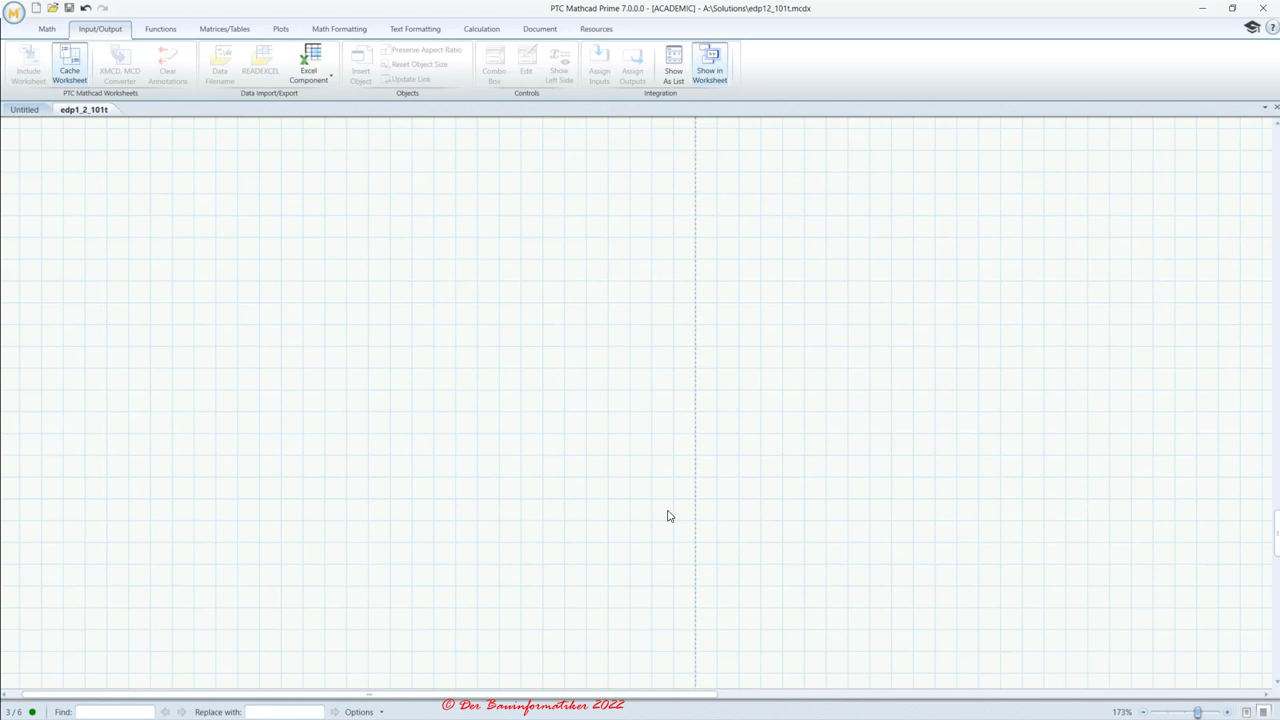 PTC Mathcad Prime 7.0.0.0 - [ACADEMIC] - A:\Solutions\edp12_101t.mcdx
Math Input/Output Functions Matrices/Tables Plots Math Formatting Text Formatting Calculation Document Resources
Include Worksheet
Cache Worksheet
XMCD, MCD Converter
Clear Annotations
PTC Mathcad Worksheets
Data Filename
READEXCEL
Excel Component
Data Import/Export
Insert Object
Preserve Aspect Ratio
Reset Object Size
Update Link
Objects
Combo Box
Edit
Show Left Side
Controls
Assign Inputs
Assign Outputs
Show As List
Show in Worksheet
Integration
Untitled edp1_2_101t
3 / 6 Find: Replace with: Options 173%
© Der Bauinformatiker 2022